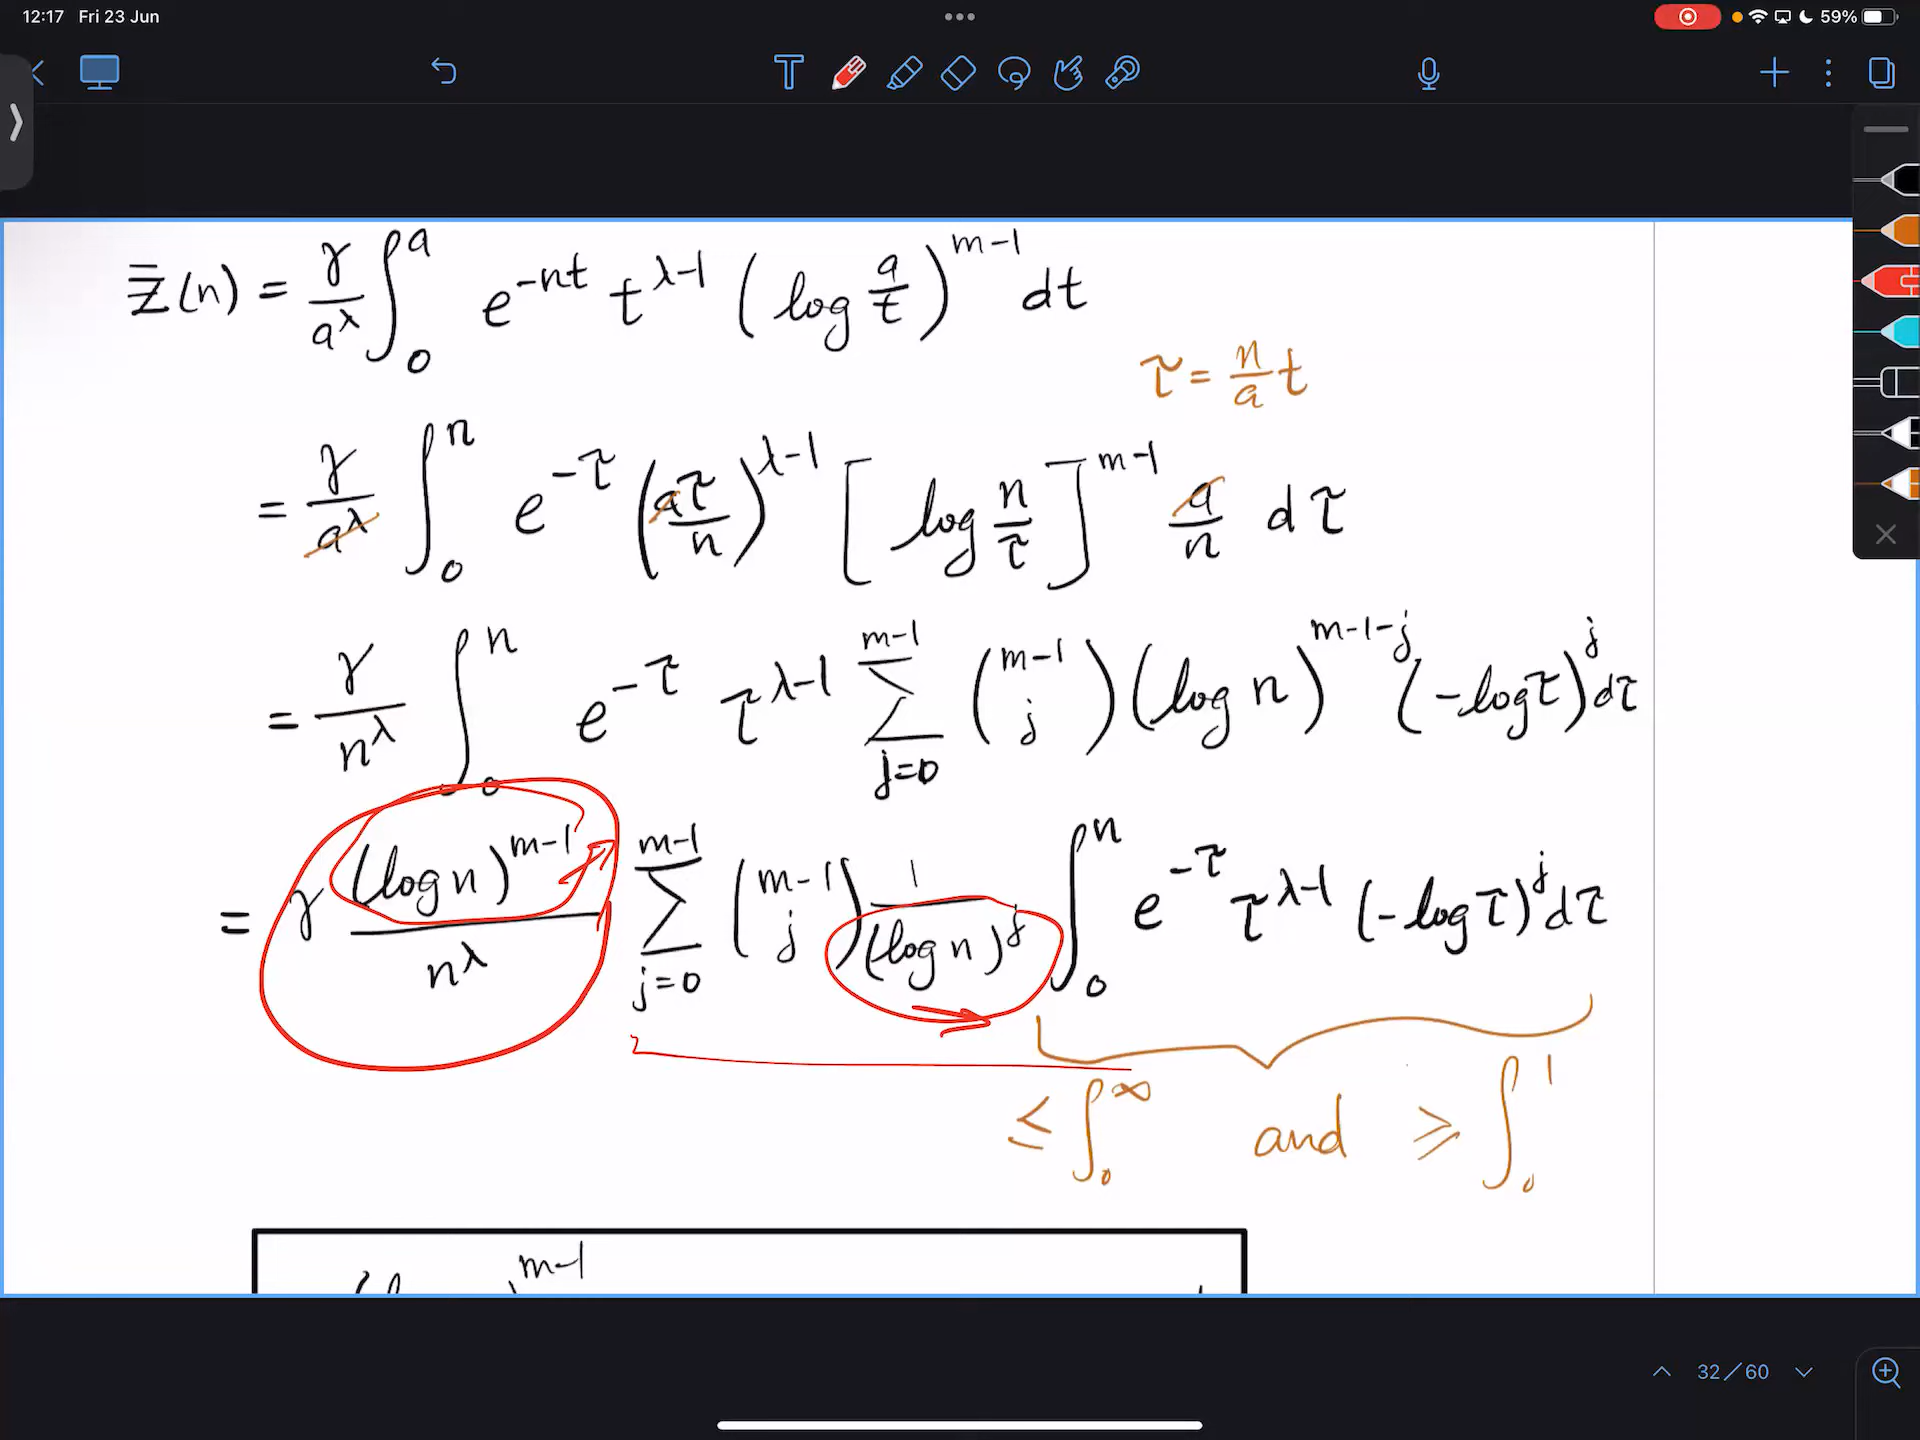 12:17 Fri 23 Jun
59%
Z̄(n) = γ/a^λ ∫_0^a e^{-nt} t^{λ-1} (log a/t)^{m-1} dt
τ = n/a t
= γ/a^λ ∫_0^n e^{-τ} (aτ/n)^{λ-1} [log n/τ]^{m-1} a/n dτ
= γ/n^λ ∫_0^n e^{-τ} τ^{λ-1} Σ_{j=0}^{m-1} (m-1 j) (log n)^{m-1-j} (-log τ)^j dτ
= γ (log n)^{m-1}/n^λ Σ_{j=0}^{m-1} (m-1 j) 1/(log n)^j ∫_0^n e^{-τ} τ^{λ-1} (-log τ)^j dτ
≤ ∫_0^∞ and ≥ ∫_0^1
m-1
32/60